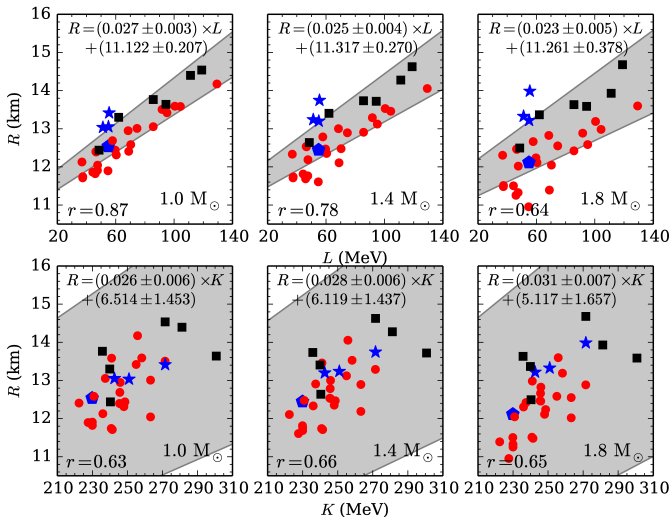 R=(0.027±0.003)×L
+(11.122±0.207)
R=(0.025±0.004)×L
+(11.317±0.270)
R=(0.023±0.005)×L
+(11.261±0.378)
16
15
14
13
12
11
R (km)
r=0.87
1.0 M☉
r=0.78
1.4 M☉
r=0.64
1.8 M☉
20 60 100 140 20 60 100 140 20 60 100 140
L (MeV)
R=(0.026±0.006)×K
+(6.514±1.453)
R=(0.028±0.006)×K
+(6.119±1.437)
R=(0.031±0.007)×K
+(5.117±1.657)
16
15
14
13
12
11
R (km)
r=0.63
1.0 M☉
r=0.66
1.4 M☉
r=0.65
1.8 M☉
210 230 250 270 290 310 230 250 270 290 310 230 250 270 290 310
K (MeV)